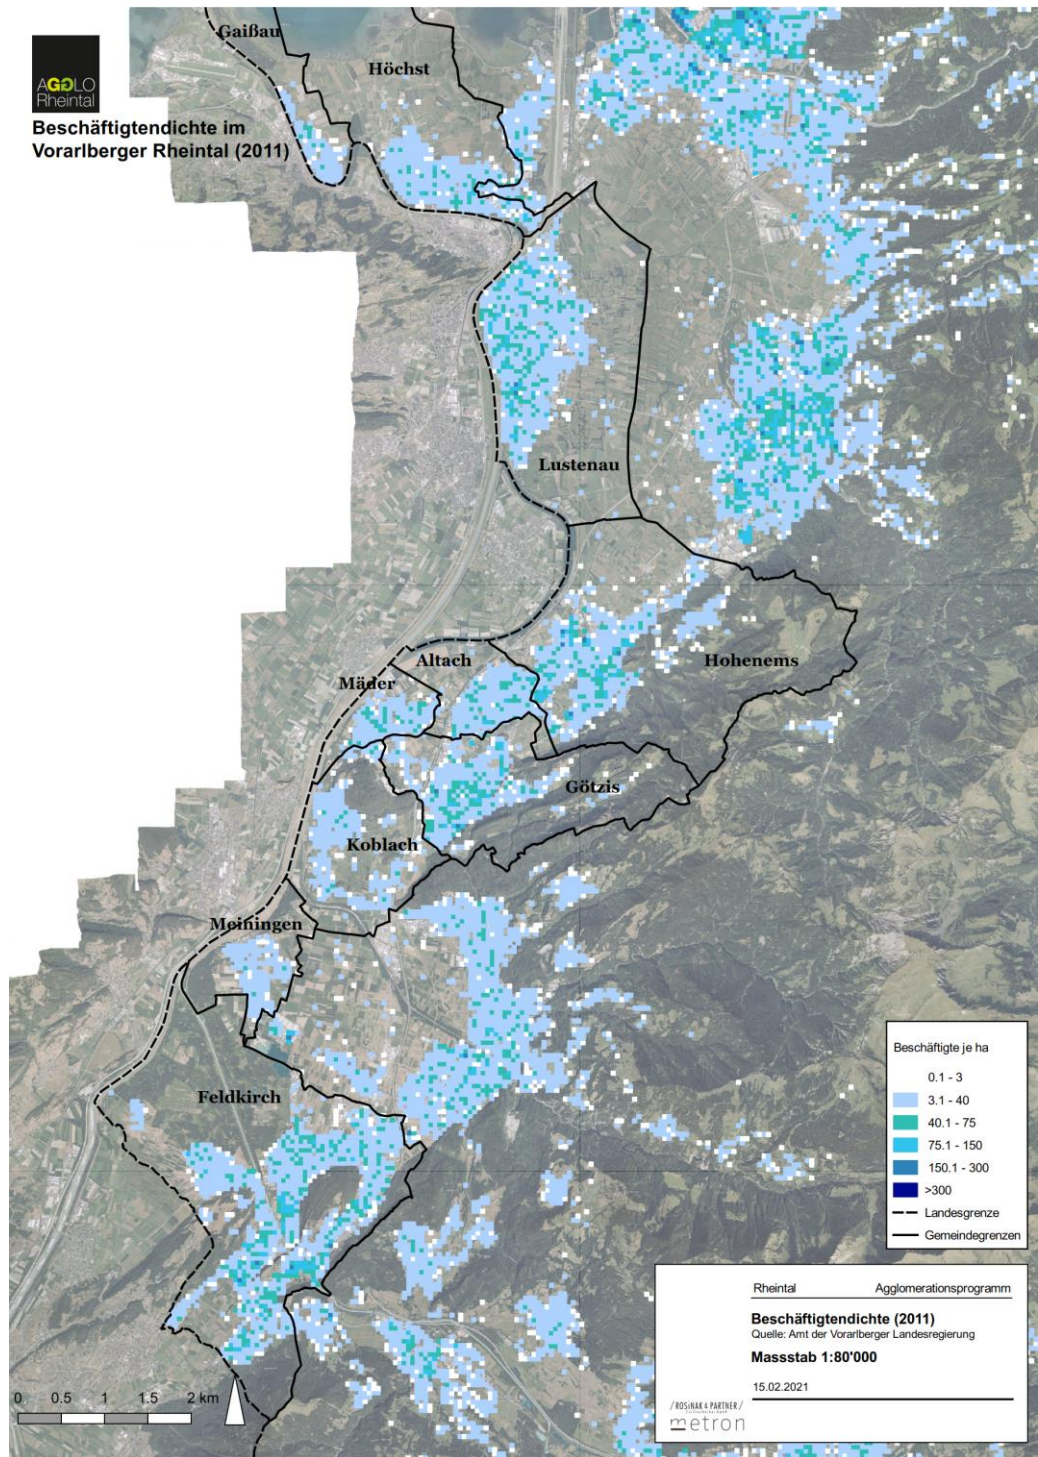 AGGLO
Rheintal
Beschäftigtendichte im
Vorarlberger Rheintal (2011)
Gaißau
Höchst
Lustenau
Altach
Hohenems
Mäder
Götzis
Koblach
Meiningen
Feldkirch
Beschäftigte je ha
0.1 - 3
3.1 - 40
40.1 - 75
75.1 - 150
150.1 - 300
>300
Landesgrenze
Gemeindegrenzen
0 0.5 1 1.5 2 km
Rheintal Agglomerationsprogramm
Beschäftigtendichte (2011)
Quelle: Amt der Vorarlberger Landesregierung
Massstab 1:80'000
15.02.2021
/ROSINAK & PARTNER/
metron